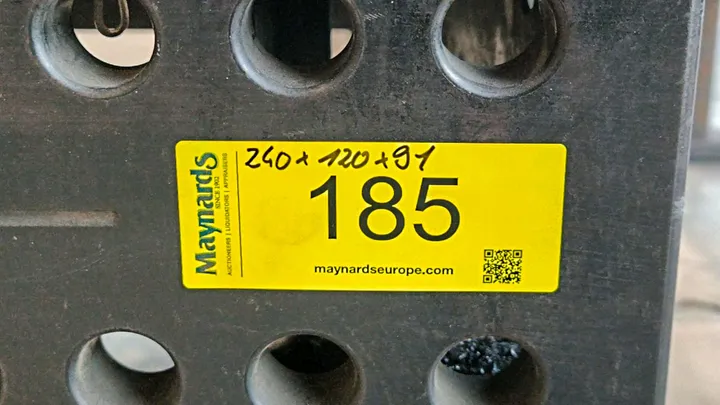 240 x 120 x 91
185
maynardseurope.com
Maynards
SINCE 1902
AUCTIONEERS | LIQUIDATORS | APPRAISERS